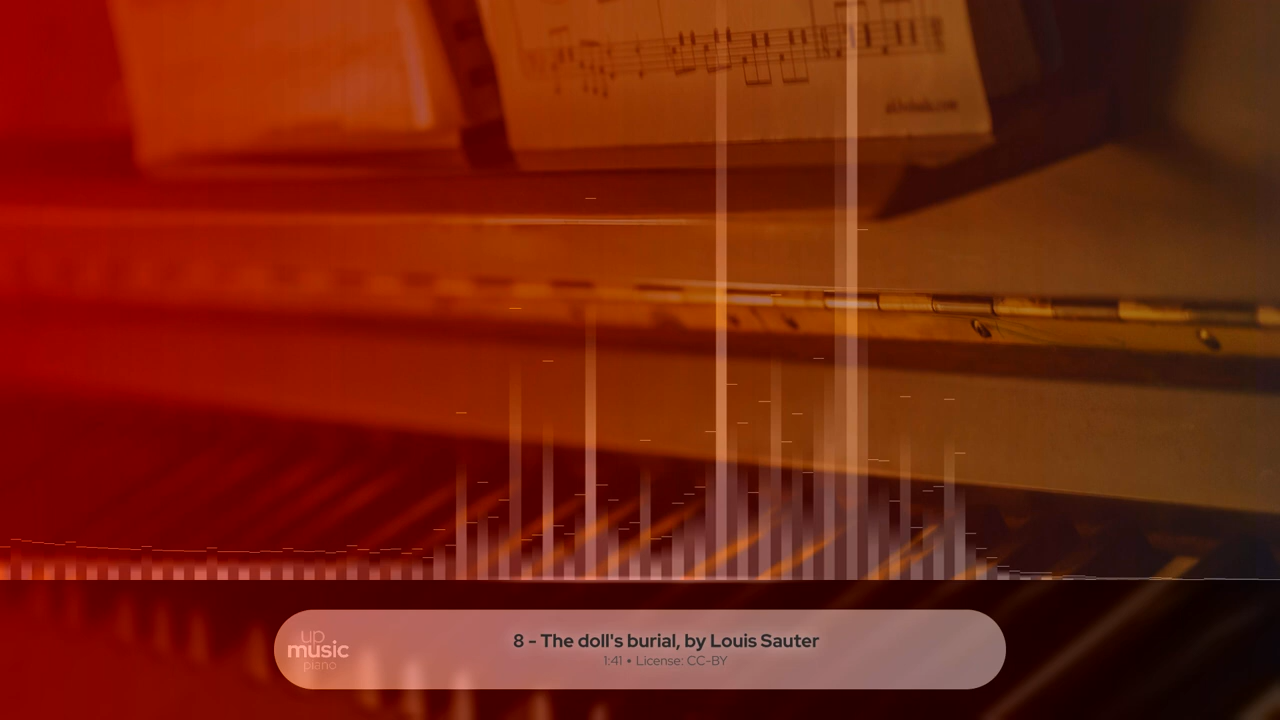 up
music
piano
8 - The doll's burial, by Louis Sauter
1:41 • License: CC-BY